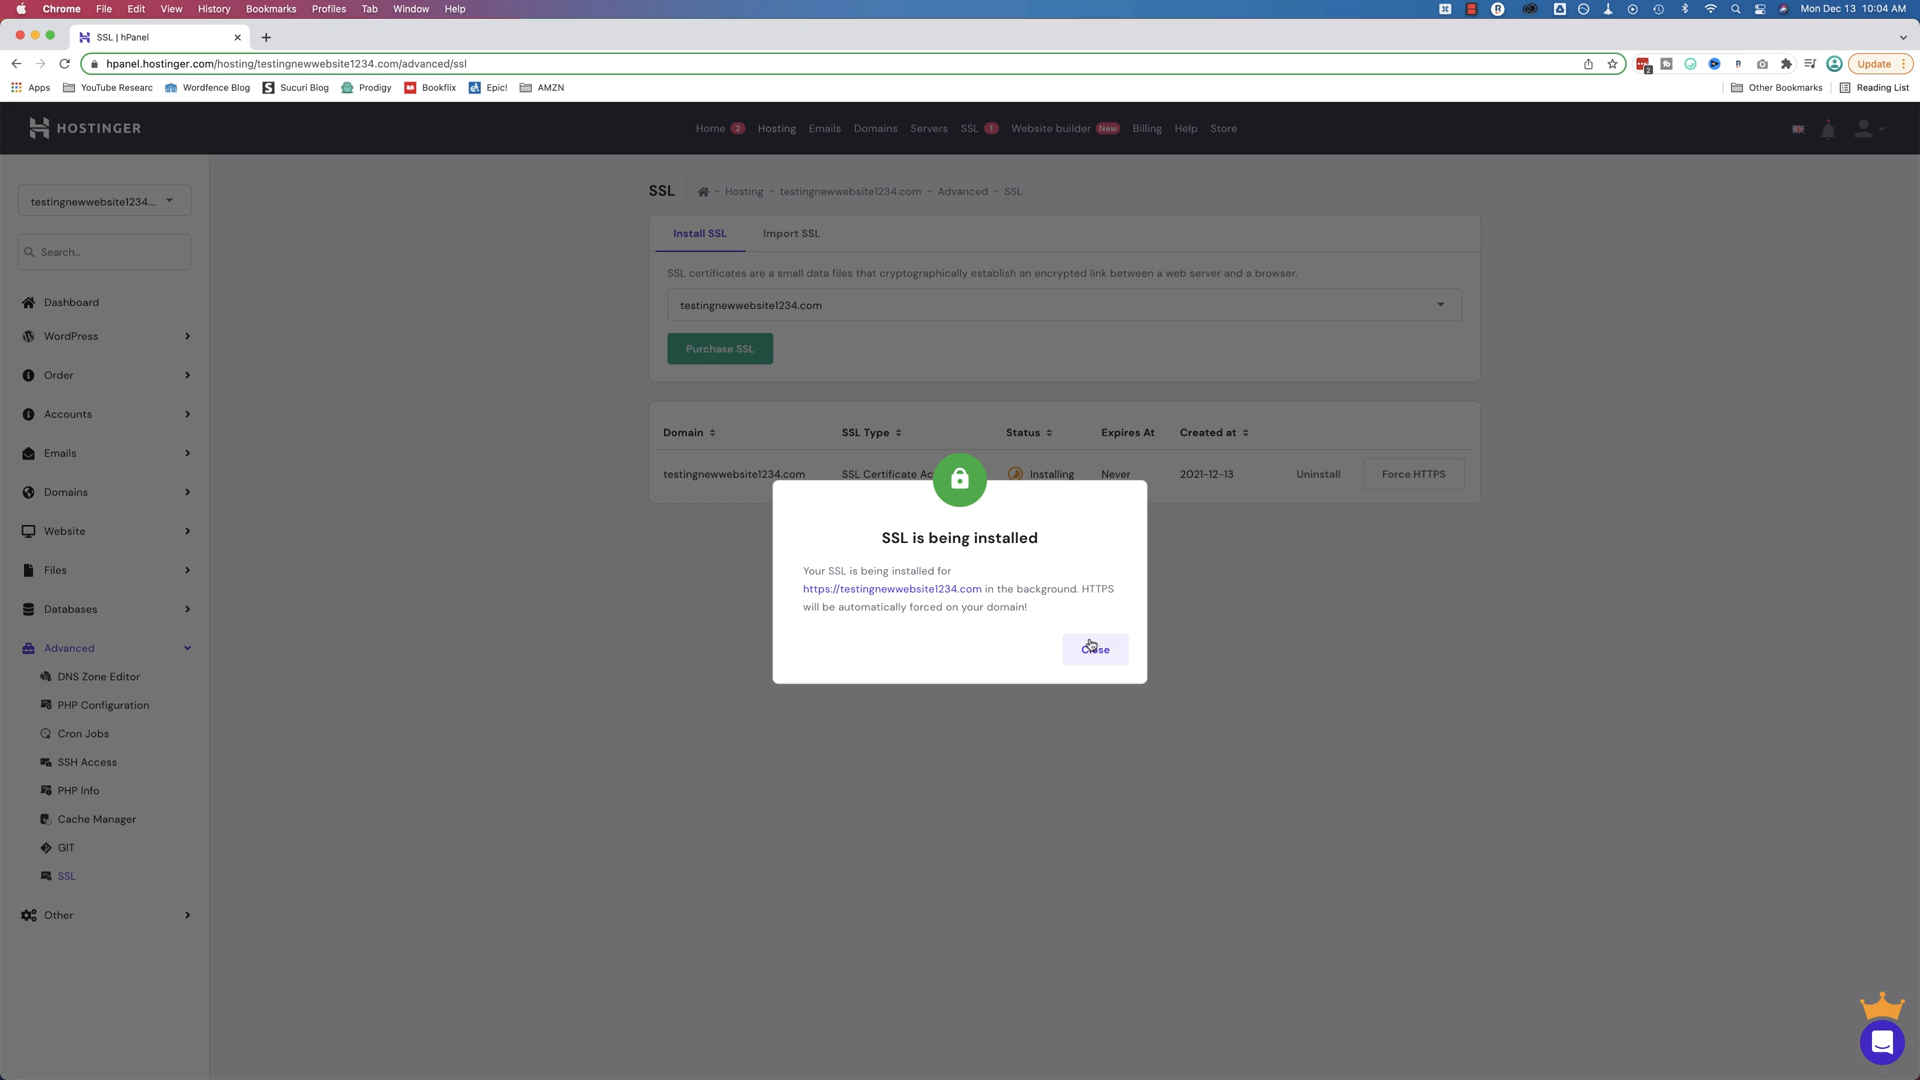 Chrome File Edit View History Bookmarks Profiles Tab Window Help
Mon Dec 13 10:04 AM
SSL | hPanel
hpanel.hostinger.com/hosting/testingnewwebsite1234.com/advanced/ssl
2
Update
Apps YouTube Researc Wordfence Blog Sucuri Blog Prodigy Bookflix Epic! AMZN Other Bookmarks Reading List
HOSTINGER
Home 2 Hosting Emails Domains Servers SSL 1 Website builder New Billing Help Store
testingnewwebsite1234...
Search...
Dashboard
WordPress
Order
Accounts
Emails
Domains
Website
Files
Databases
Advanced
DNS Zone Editor
PHP Configuration
Cron Jobs
SSH Access
PHP Info
Cache Manager
GIT
SSL
Other
SSL - Hosting - testingnewwebsite1234.com - Advanced - SSL
Install SSL Import SSL
SSL certificates are a small data files that cryptographically establish an encrypted link between a web server and a browser.
testingnewwebsite1234.com
Purchase SSL
Domain SSL Type Status Expires At Created at
testingnewwebsite1234.com SSL Certificate Installing Never 2021-12-13 Uninstall Force HTTPS
SSL is being installed
Your SSL is being installed for
https://testingnewwebsite1234.com in the background. HTTPS
will be automatically forced on your domain!
Close